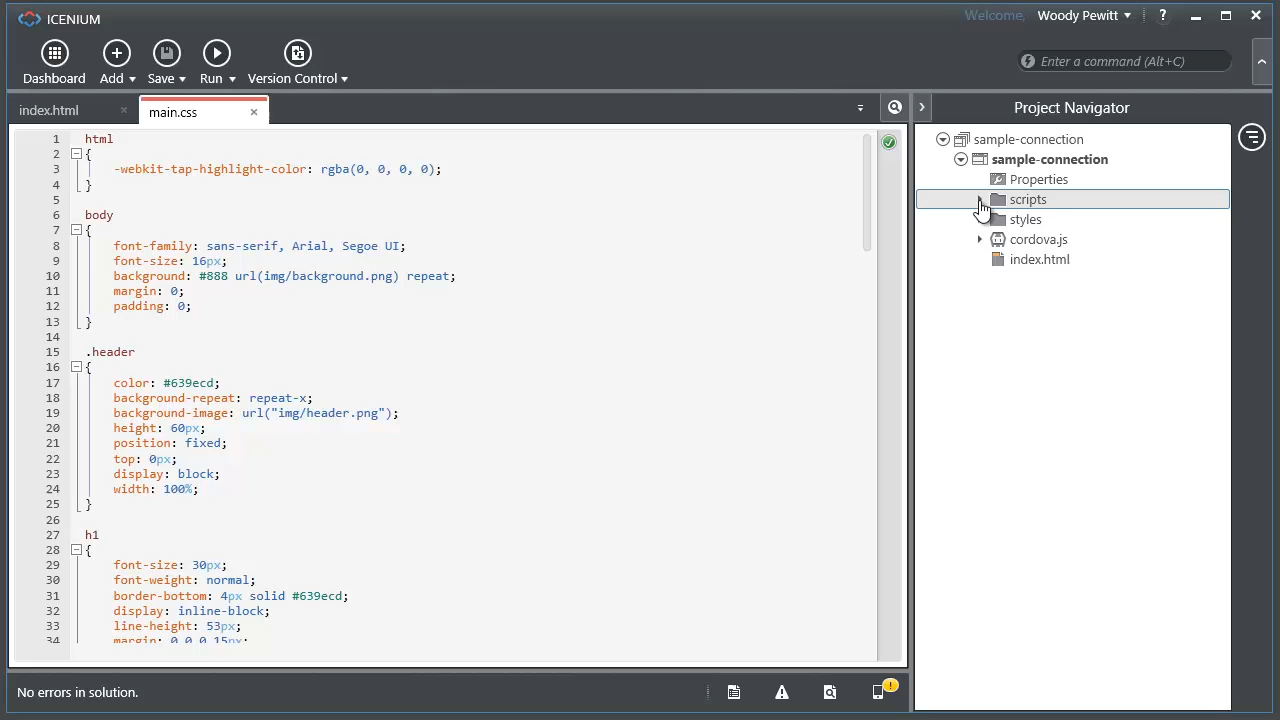 ICENIUM
Welcome, Woody Pewitt
?
Dashboard Add Save Run Version Control
Enter a command (Alt+C)
index.html
main.css
Project Navigator
1 html
2 {
3 -webkit-tap-highlight-color: rgba(0, 0, 0, 0);
4 }
5
6 body
7 {
8 font-family: sans-serif, Arial, Segoe UI;
9 font-size: 16px;
10 background: #888 url(img/background.png) repeat;
11 margin: 0;
12 padding: 0;
13 }
14
15 .header
16 {
17 color: #639ecd;
18 background-repeat: repeat-x;
19 background-image: url("img/header.png");
20 height: 60px;
21 position: fixed;
22 top: 0px;
23 display: block;
24 width: 100%;
25 }
26
27 h1
28 {
29 font-size: 30px;
30 font-weight: normal;
31 border-bottom: 4px solid #639ecd;
32 display: inline-block;
33 line-height: 53px;
34 margin: 0 0 0 15px;
sample-connection
sample-connection
Properties
scripts
styles
cordova.js
index.html
No errors in solution.